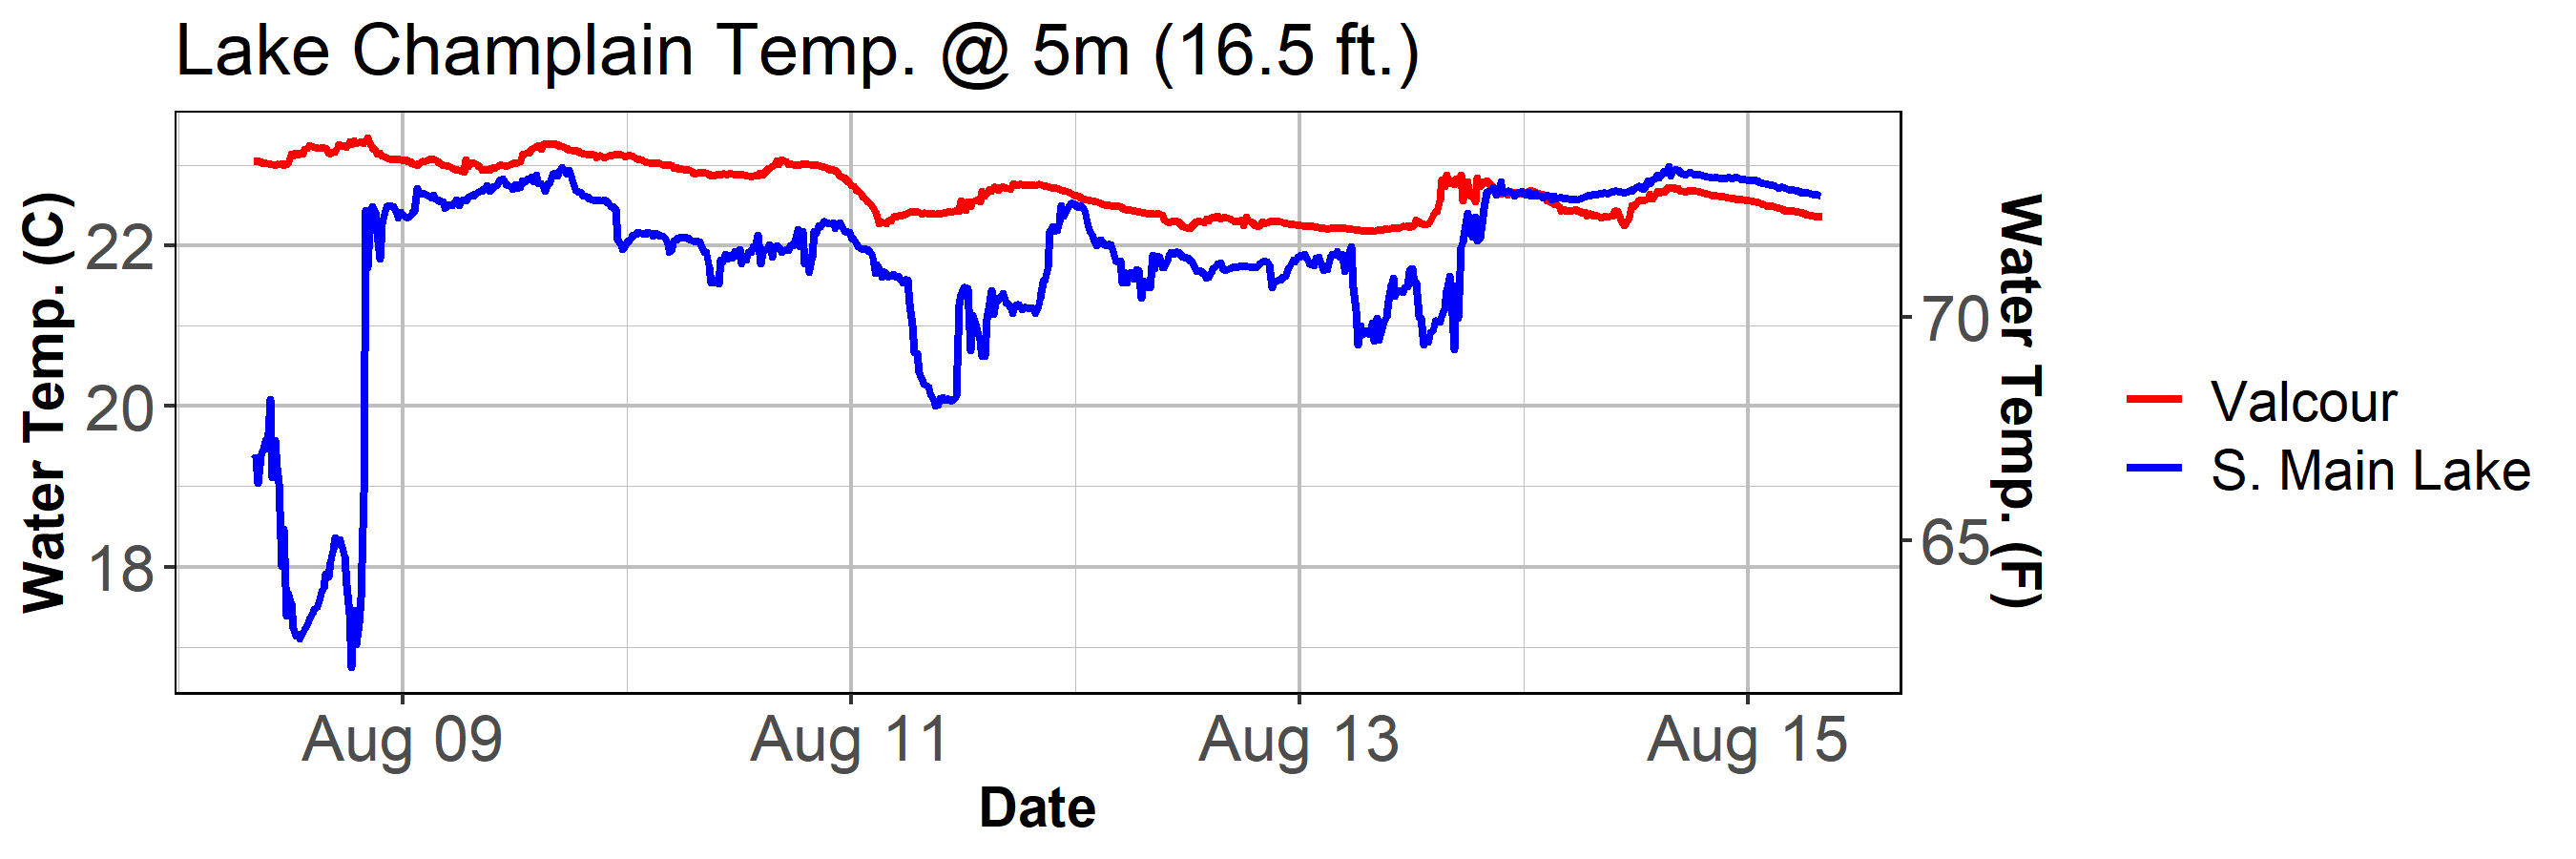 Lake Champlain Temp. @ 5m (16.5 ft.)
Water Temp. (C)
22
20
18
70
65
Water Temp. (F)
Valcour
S. Main Lake
Aug 09
Aug 11
Aug 13
Aug 15
Date